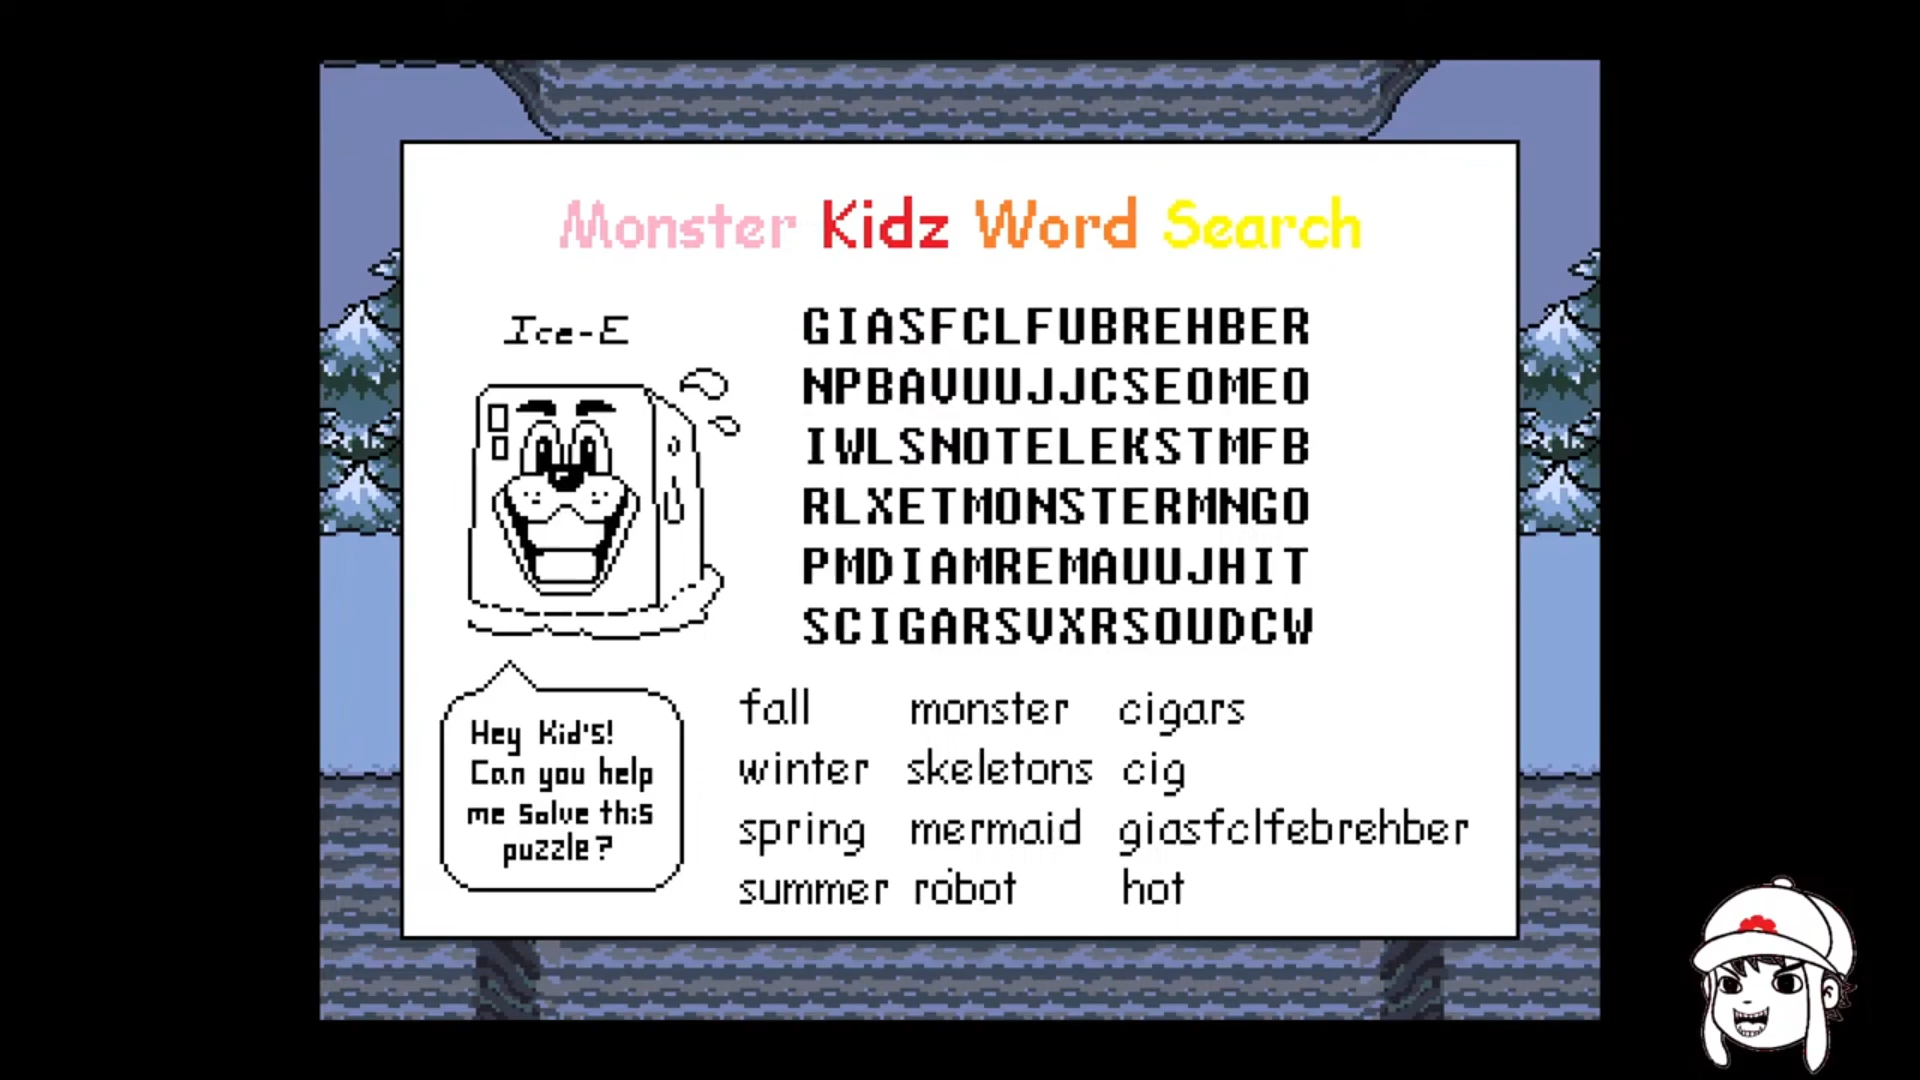 Monster Kidz Word Search
Ice-E
GIASFCLFUBREHBER
NPBAVUUJJCSEOMEO
IWLSNOTELEKSTMFB
RLXETMONSTERMNGO
PMDIAMREMAUUJHIT
SCIGARSVXRSOUDCW
Hey Kid's!
Can you help
me solve this
puzzle?
fall monster cigars
winter skeletons cig
spring mermaid giasfclfebrehber
summer robot hot